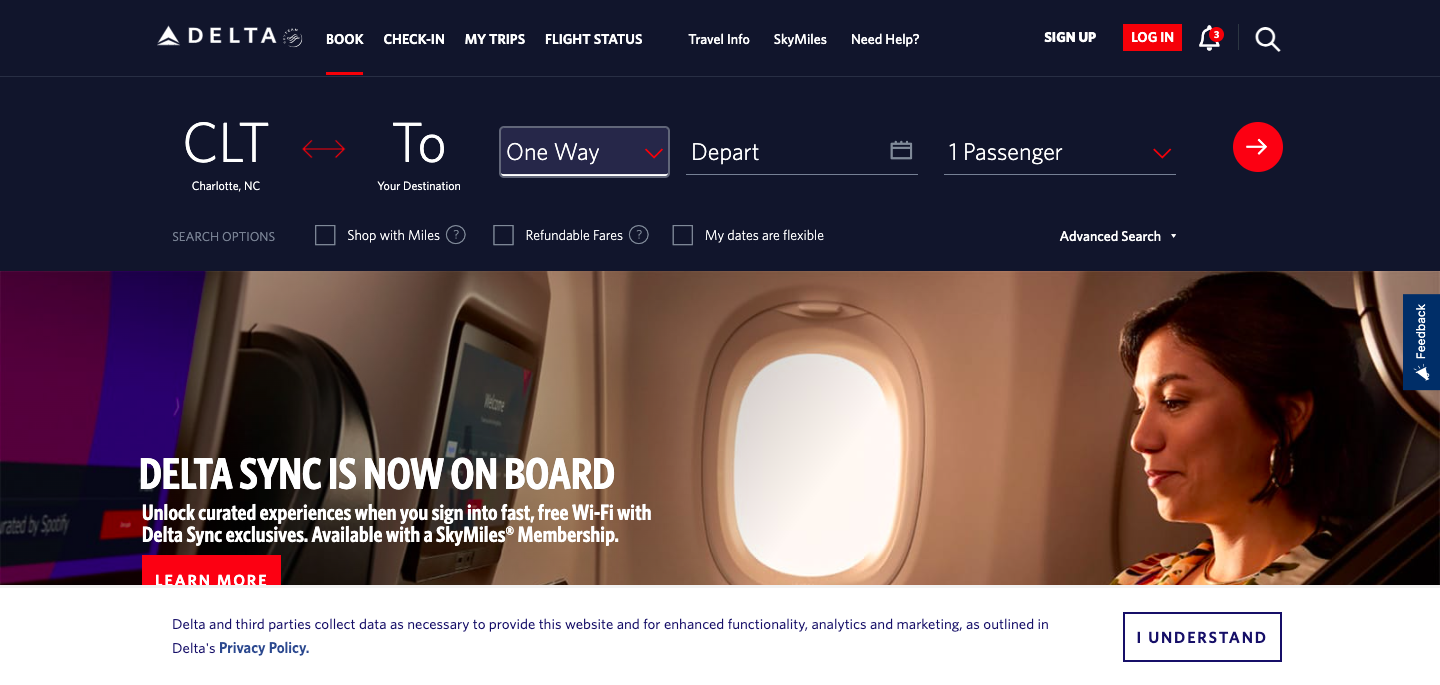 DELTA
BOOK
CHECK-IN
MY TRIPS
FLIGHT STATUS
Travel Info
SkyMiles
Need Help?
SIGN UP
LOG IN
3
CLT
Charlotte, NC
To
Your Destination
One Way
Depart
1 Passenger
SEARCH OPTIONS
Shop with Miles ?
Refundable Fares ?
My dates are flexible
Advanced Search
Feedback
Welcome
DELTA SYNC IS NOW ON BOARD
Unlock curated experiences when you sign into fast, free Wi-Fi with
Delta Sync exclusives. Available with a SkyMiles® Membership.
urated by Spotify
LEARN MORE
Delta and third parties collect data as necessary to provide this website and for enhanced functionality, analytics and marketing, as outlined in
Delta's Privacy Policy.
I UNDERSTAND